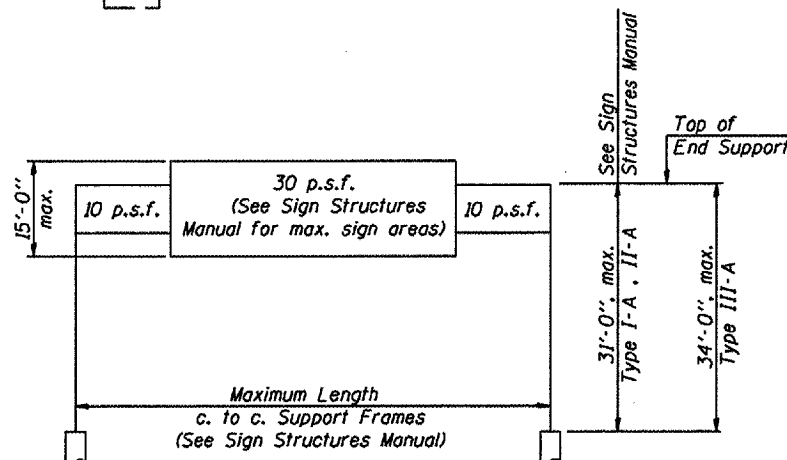 See Sign
Structures Manual
Top of
End Support
15'-0"
max.
10 p.s.f.
30 p.s.f.
(See Sign Structures
Manual for max. sign areas)
10 p.s.f.
31'-0", max.
Type I-A , II-A
34'-0", max.
Type III-A
Maximum Length
c. to c. Support Frames
(See Sign Structures Manual)